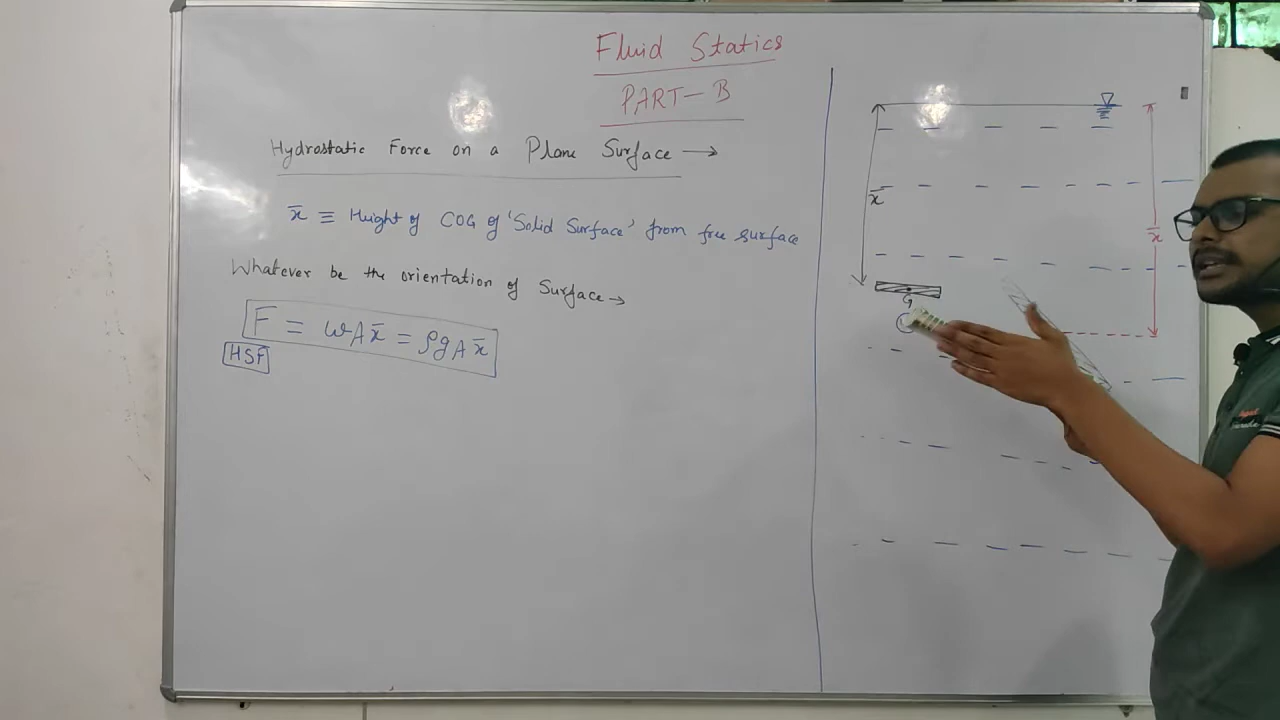 Fluid Statics
PART-B
Hydrostatic Force on a Plane Surface →
x̄ ≡ Height of COG of 'Solid Surface' from free surface
Whatever be the orientation of Surface →
F = wAx̄ = ρgAx̄
HSF
x̄
x̄
G